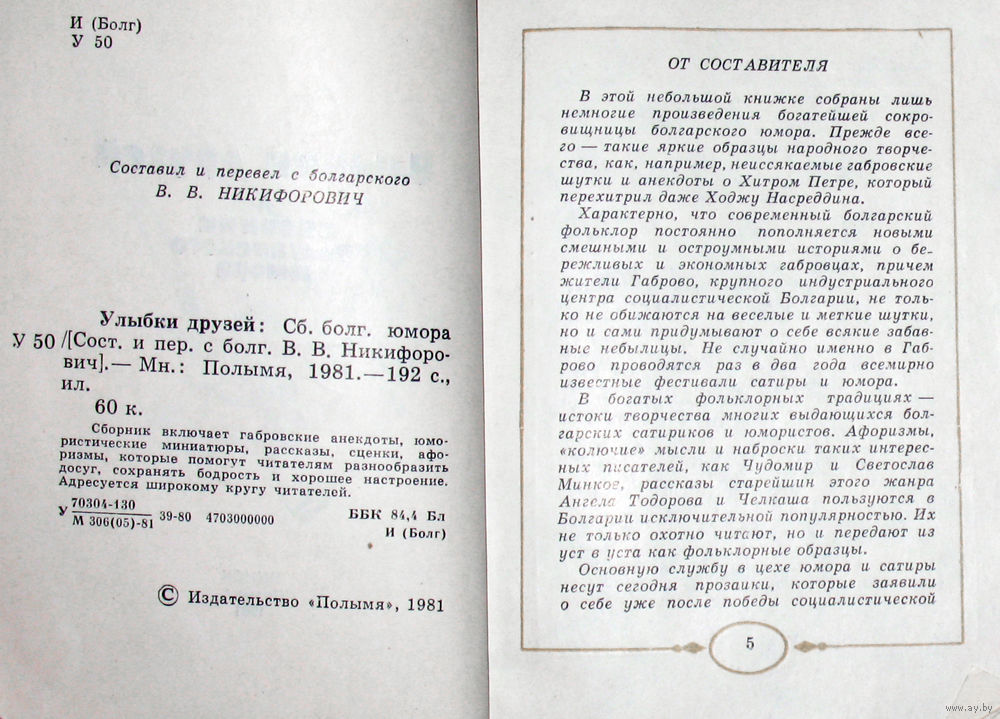 И (Болг)
У 50
Составил и перевел с болгарского
В. В. НИКИФОРОВИЧ
Улыбки друзей: Сб. болг. юмора
У 50 /[Сост. и пер. с болг. В. В. Никифоро-
вич].— Мн.: Полымя, 1981.—192 с.,
ил.
60 к.
Сборник включает габровские анекдоты, юмо-
ристические миниатюры, рассказы, сценки, афо-
ризмы, которые помогут читателям разнообразить
досуг, сохранять бодрость и хорошее настроение.
Адресуется широкому кругу читателей.
70304-130
У М 306(05)-81 39-80 4703000000 ББК 84,4 Бл
И (Болг)
© Издательство «Полымя», 1981
ОТ СОСТАВИТЕЛЯ
В этой небольшой книжке собраны лишь
немногие произведения богатейшей сокро-
вищницы болгарского юмора. Прежде все-
го — такие яркие образцы народного творче-
ства, как, например, неиссякаемые габровские
шутки и анекдоты о Хитром Петре, который
перехитрил даже Ходжу Насреддина.
Характерно, что современный болгарский
фольклор постоянно пополняется новыми
смешными и остроумными историями о бе-
режливых и экономных габровцах, причем
жители Габрово, крупного индустриального
центра социалистической Болгарии, не толь-
ко не обижаются на веселые и меткие шутки,
но и сами придумывают о себе всякие забав-
ные небылицы. Не случайно именно в Габ-
рово проводятся раз в два года всемирно
известные фестивали сатиры и юмора.
В богатых фольклорных традициях —
истоки творчества многих выдающихся бол-
гарских сатириков и юмористов. Афоризмы,
«колючие» мысли и наброски таких интерес-
ных писателей, как Чудомир и Светослав
Минков, рассказы старейшин этого жанра
Ангела Тодорова и Челкаша пользуются в
Болгарии исключительной популярностью. Их
не только охотно читают, но и передают из
уст в уста как фольклорные образцы.
Основную службу в цехе юмора и сатиры
несут сегодня прозаики, которые заявили
о себе уже после победы социалистической
5
www.ay.by